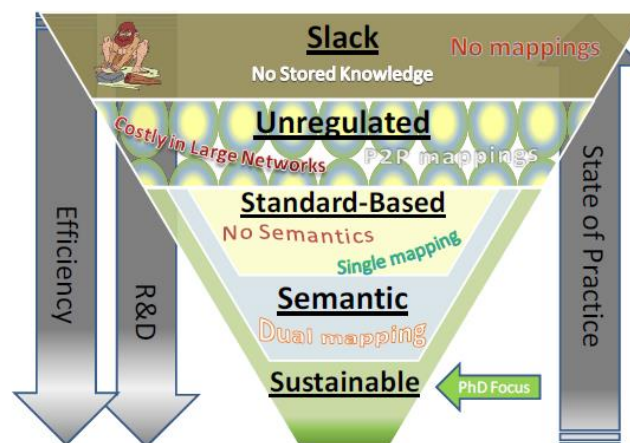 Slack
No mappings
No Stored Knowledge
Unregulated
Costly in Large Networks
P2P mappings
Standard-Based
No Semantics
Single mapping
Semantic
Dual mapping
Sustainable
PhD Focus
Efficiency
R&D
State of Practice